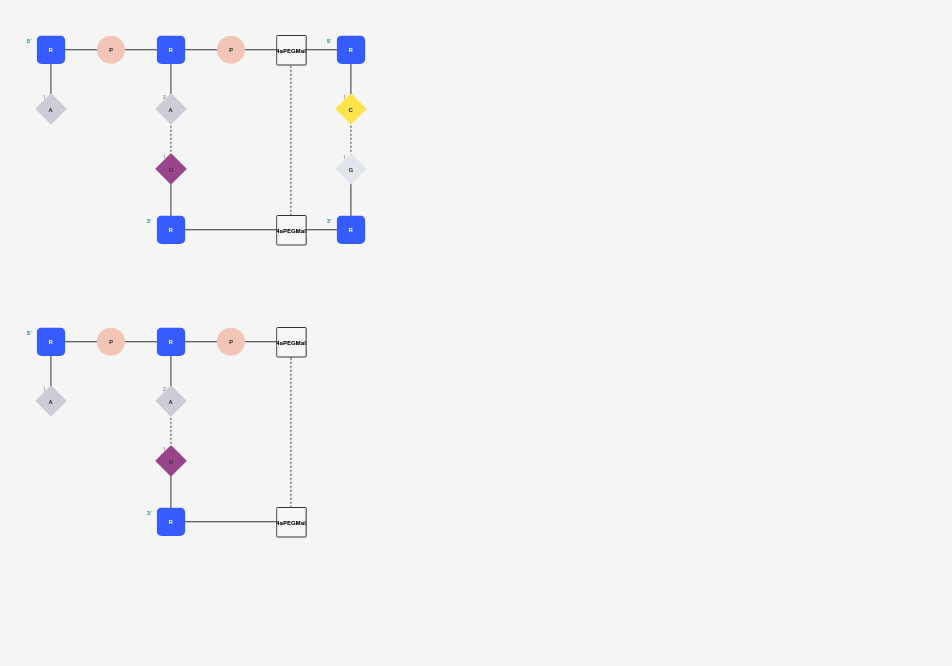 5' R P R P 4aPEGMal 5' R
1 A 2 A 1 C
1 U 1 G
3' R 4aPEGMal 3' R
5' R P R P 4aPEGMal
1 A 2 A
1 U
3' R 4aPEGMal